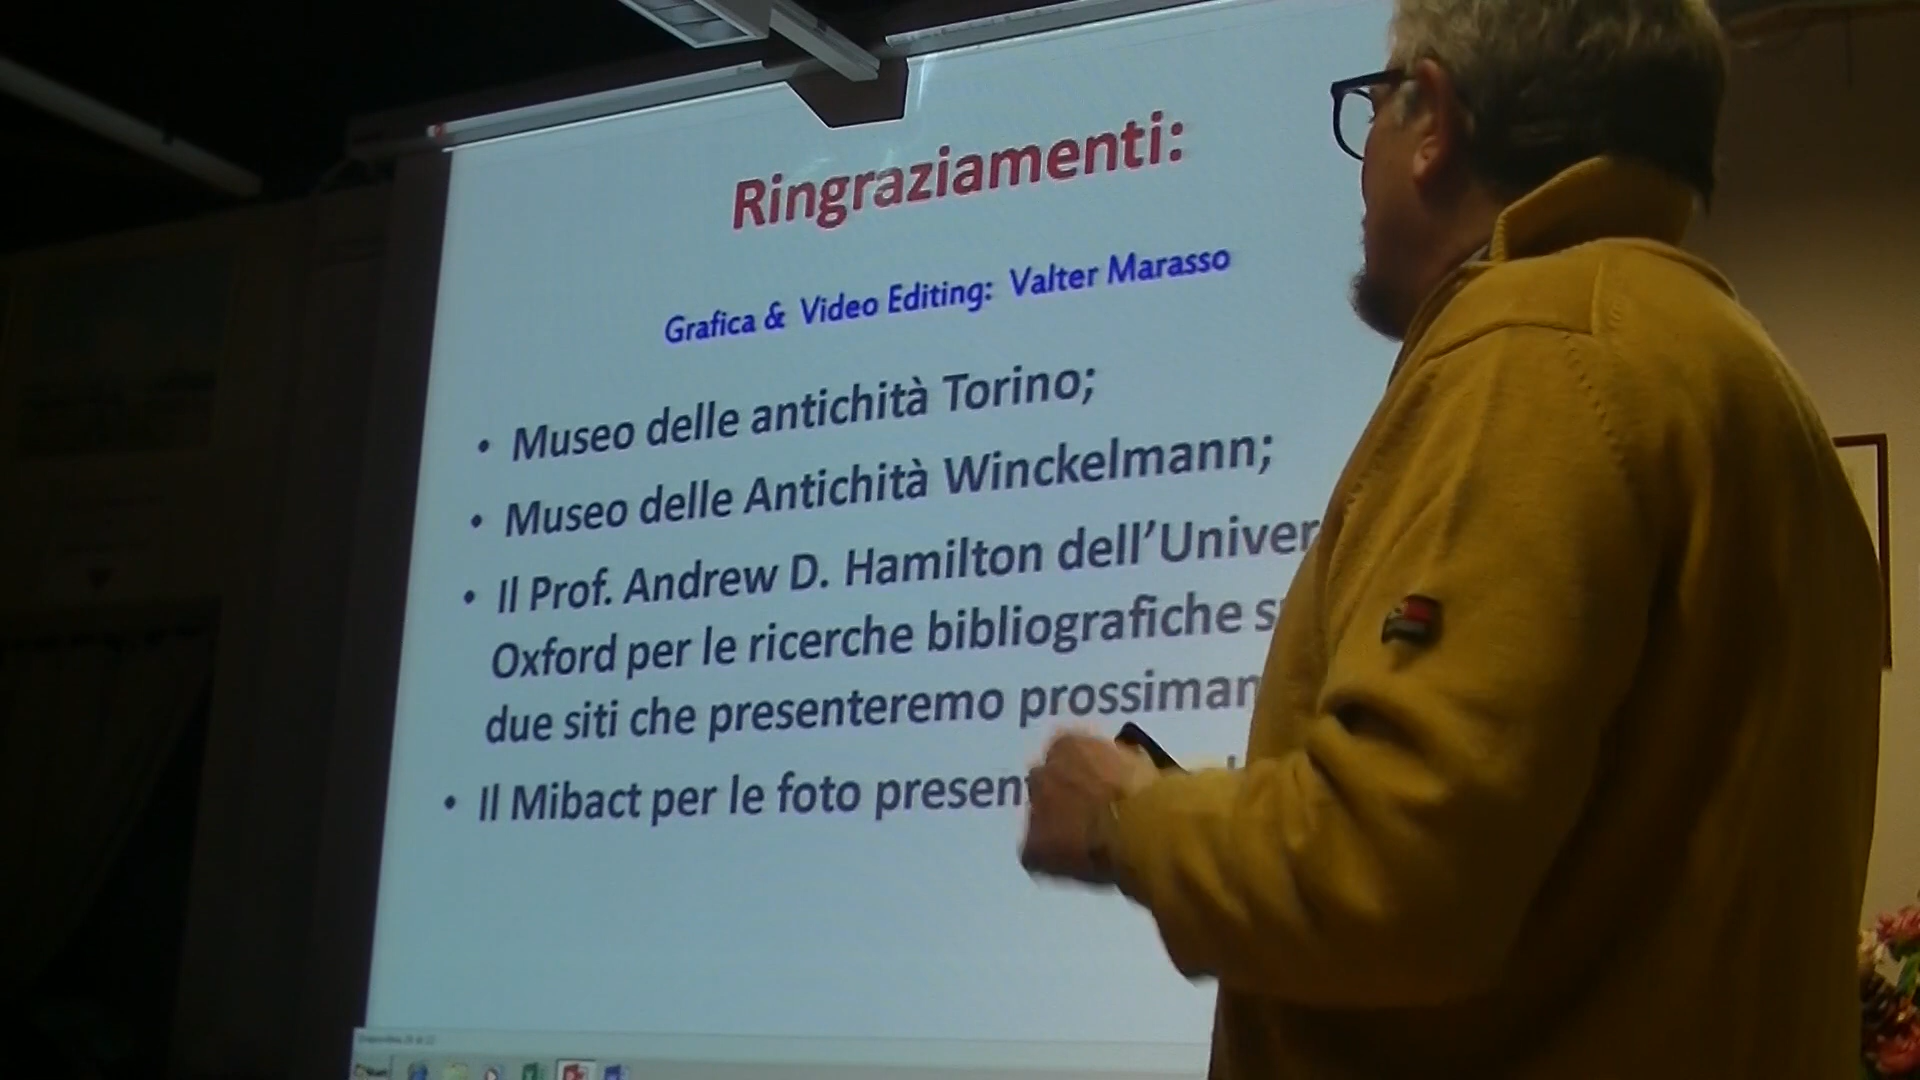 Ringraziamenti:
Grafica & Video Editing: Valter Marasso
• Museo delle antichità Torino;
• Museo delle Antichità Winckelmann;
• Il Prof. Andrew D. Hamilton dell’Univer
Oxford per le ricerche bibliografiche s
due siti che presenteremo prossimam
• Il Mibact per le foto present